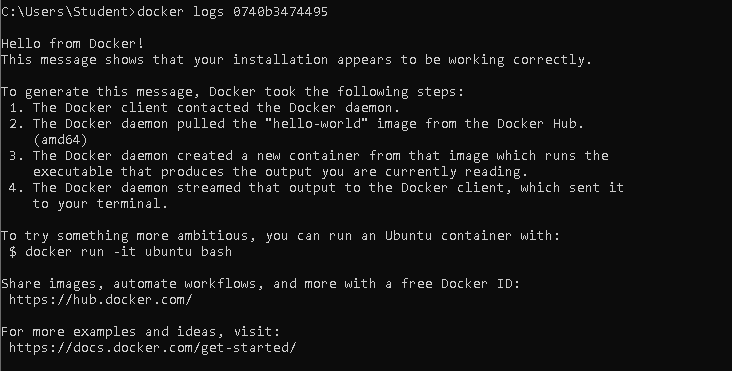 C:\Users\Student>docker logs 0740b3474495
Hello from Docker!
This message shows that your installation appears to be working correctly.
To generate this message, Docker took the following steps:
1. The Docker client contacted the Docker daemon.
2. The Docker daemon pulled the "hello-world" image from the Docker Hub.
(amd64)
3. The Docker daemon created a new container from that image which runs the
executable that produces the output you are currently reading.
4. The Docker daemon streamed that output to the Docker client, which sent it
to your terminal.
To try something more ambitious, you can run an Ubuntu container with:
$ docker run -it ubuntu bash
Share images, automate workflows, and more with a free Docker ID:
https://hub.docker.com/
For more examples and ideas, visit:
https://docs.docker.com/get-started/